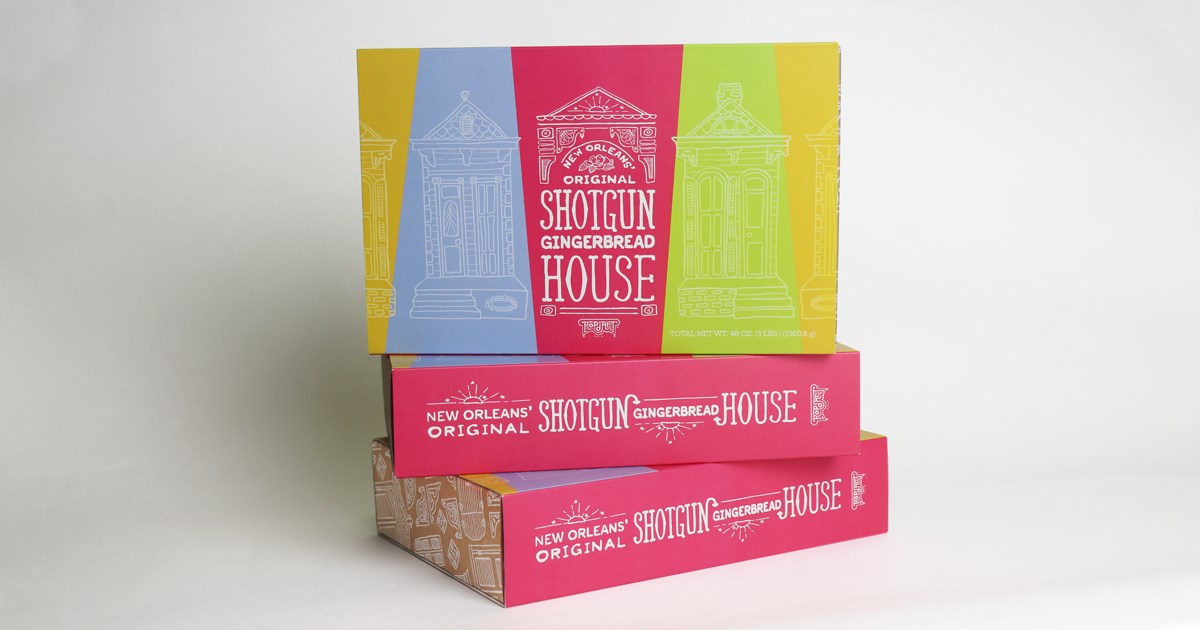 NEW ORLEANS'
ORIGINAL
SHOTGUN
GINGERBREAD
HOUSE
TOTAL NET WT. 48 OZ. (3 LBS.) (1360.8 g)
NEW ORLEANS'
ORIGINAL SHOTGUN GINGERBREAD HOUSE
NEW ORLEANS'
ORIGINAL SHOTGUN GINGERBREAD HOUSE